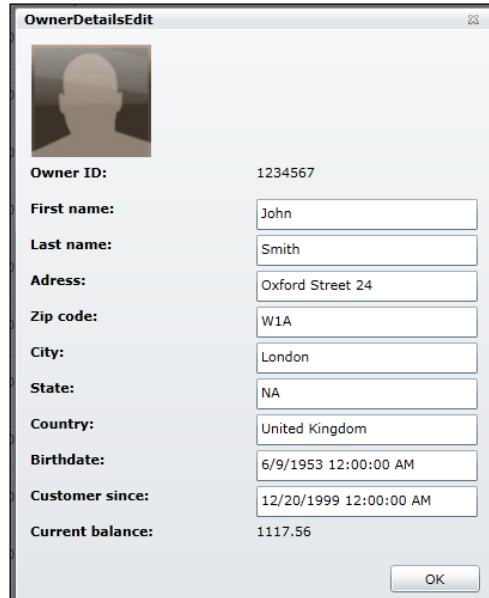 OwnerDetailsEdit
Owner ID: 1234567
First name: John
Last name: Smith
Adress: Oxford Street 24
Zip code: W1A
City: London
State: NA
Country: United Kingdom
Birthdate: 6/9/1953 12:00:00 AM
Customer since: 12/20/1999 12:00:00 AM
Current balance: 1117.56
OK